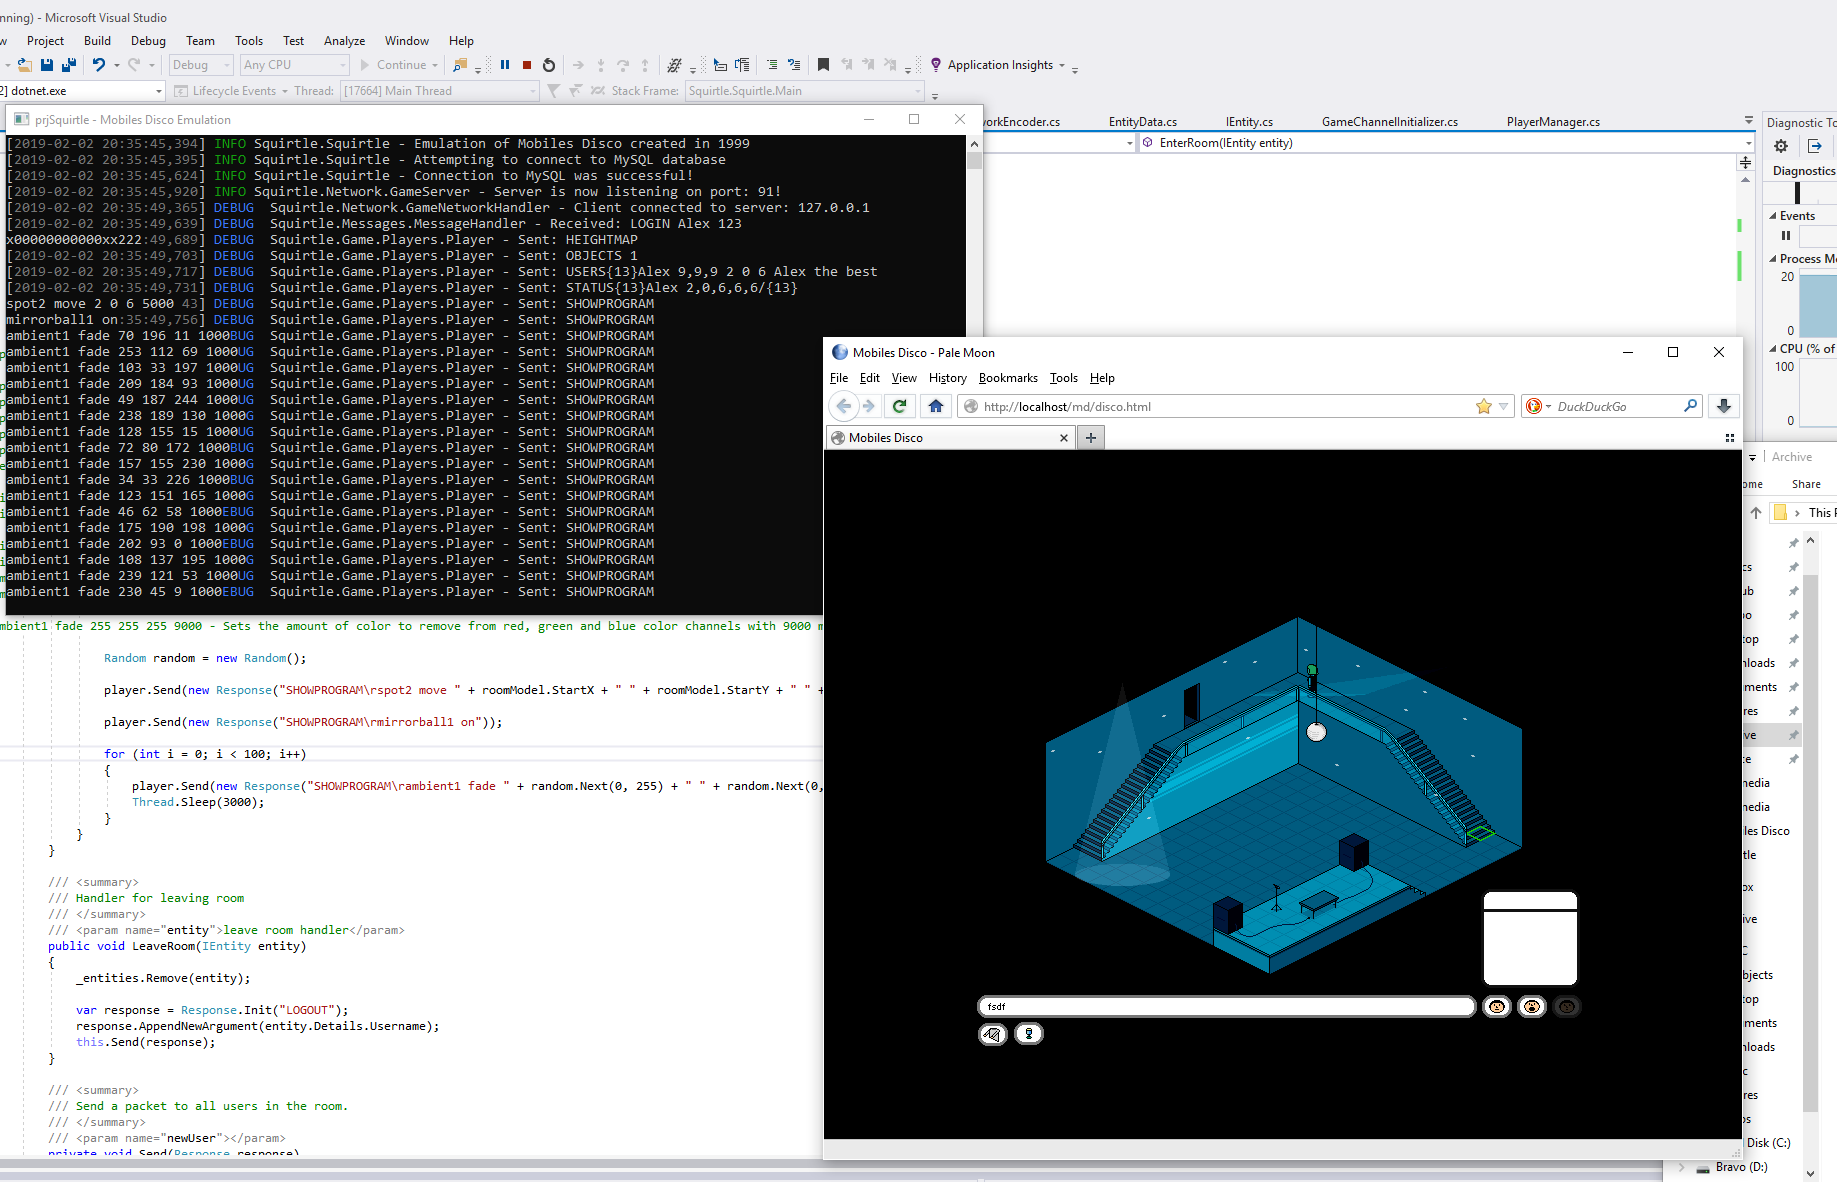 nning) - Microsoft Visual Studio
w Project Build Debug Team Tools Test Analyze Window Help
Debug Any CPU Continue Application Insights
2] dotnet.exe Lifecycle Events Thread: [17664] Main Thread Stack Frame: Squirtle.Squirtle.Main
prjSquirtle - Mobiles Disco Emulation
orkEncoder.cs EntityData.cs IEntity.cs GameChannelInitializer.cs PlayerManager.cs
EnterRoom(IEntity entity)
Diagnostic To
Diagnostics
Events
Process Me
20
0
CPU (% of
100
0
[2019-02-02 20:35:45,394] INFO Squirtle.Squirtle - Emulation of Mobiles Disco created in 1999
[2019-02-02 20:35:45,395] INFO Squirtle.Squirtle - Attempting to connect to MySQL database
[2019-02-02 20:35:45,624] INFO Squirtle.Squirtle - Connection to MySQL was successful!
[2019-02-02 20:35:45,920] INFO Squirtle.Network.GameServer - Server is now listening on port: 91!
[2019-02-02 20:35:49,365] DEBUG Squirtle.Network.GameNetworkHandler - Client connected to server: 127.0.0.1
[2019-02-02 20:35:49,639] DEBUG Squirtle.Messages.MessageHandler - Received: LOGIN Alex 123
x00000000000xx222:49,689] DEBUG Squirtle.Game.Players.Player - Sent: HEIGHTMAP
[2019-02-02 20:35:49,703] DEBUG Squirtle.Game.Players.Player - Sent: OBJECTS 1
[2019-02-02 20:35:49,717] DEBUG Squirtle.Game.Players.Player - Sent: USERS{13}Alex 9,9,9 2 0 6 Alex the best
[2019-02-02 20:35:49,731] DEBUG Squirtle.Game.Players.Player - Sent: STATUS{13}Alex 2,0,6,6,6/{13}
spot2 move 2 0 6 5000 43] DEBUG Squirtle.Game.Players.Player - Sent: SHOWPROGRAM
mirrorball1 on:35:49,756] DEBUG Squirtle.Game.Players.Player - Sent: SHOWPROGRAM
ambient1 fade 70 196 11 1000BUG Squirtle.Game.Players.Player - Sent: SHOWPROGRAM
ambient1 fade 253 112 69 1000UG Squirtle.Game.Players.Player - Sent: SHOWPROGRAM
ambient1 fade 103 33 197 1000UG Squirtle.Game.Players.Player - Sent: SHOWPROGRAM
ambient1 fade 209 184 93 1000UG Squirtle.Game.Players.Player - Sent: SHOWPROGRAM
ambient1 fade 49 187 244 1000UG Squirtle.Game.Players.Player - Sent: SHOWPROGRAM
ambient1 fade 238 189 130 1000G Squirtle.Game.Players.Player - Sent: SHOWPROGRAM
ambient1 fade 128 155 15 1000UG Squirtle.Game.Players.Player - Sent: SHOWPROGRAM
ambient1 fade 72 80 172 1000BUG Squirtle.Game.Players.Player - Sent: SHOWPROGRAM
ambient1 fade 157 155 230 1000G Squirtle.Game.Players.Player - Sent: SHOWPROGRAM
ambient1 fade 34 33 226 1000BUG Squirtle.Game.Players.Player - Sent: SHOWPROGRAM
ambient1 fade 123 151 165 1000G Squirtle.Game.Players.Player - Sent: SHOWPROGRAM
ambient1 fade 46 62 58 1000EBUG Squirtle.Game.Players.Player - Sent: SHOWPROGRAM
ambient1 fade 175 190 198 1000G Squirtle.Game.Players.Player - Sent: SHOWPROGRAM
ambient1 fade 202 93 0 1000EBUG Squirtle.Game.Players.Player - Sent: SHOWPROGRAM
ambient1 fade 108 137 195 1000G Squirtle.Game.Players.Player - Sent: SHOWPROGRAM
ambient1 fade 239 121 53 1000UG Squirtle.Game.Players.Player - Sent: SHOWPROGRAM
ambient1 fade 230 45 9 1000EBUG Squirtle.Game.Players.Player - Sent: SHOWPROGRAM
mbient1 fade 255 255 255 9000 - Sets the amount of color to remove from red, green and blue color channels with 9000 m
Random random = new Random();
player.Send(new Response("SHOWPROGRAM\rspot2 move " + roomModel.StartX + " " + roomModel.StartY + " " +
player.Send(new Response("SHOWPROGRAM\rmirrorball1 on"));
for (int i = 0; i < 100; i++)
{
player.Send(new Response("SHOWPROGRAM\rambient1 fade " + random.Next(0, 255) + " " + random.Next(0,
Thread.Sleep(3000);
}
}
}
/// <summary>
/// Handler for leaving room
/// </summary>
/// <param name="entity">leave room handler</param>
public void LeaveRoom(IEntity entity)
{
_entities.Remove(entity);
var response = Response.Init("LOGOUT");
response.AppendNewArgument(entity.Details.Username);
this.Send(response);
}
/// <summary>
/// Send a packet to all users in the room.
/// </summary>
/// <param name="newUser"></param>
private void Send(Response response)
Mobiles Disco - Pale Moon
File Edit View History Bookmarks Tools Help
http://localhost/md/disco.html DuckDuckGo
Mobiles Disco
fsdf
Archive
ome Share
This P
cs
ub
po
top
nloads
uments
res
ve
ce
media
media
les Disco
tle
ox
ive
C
bjects
top
uments
nloads
c
res
os
Disk (C:)
Bravo (D:)